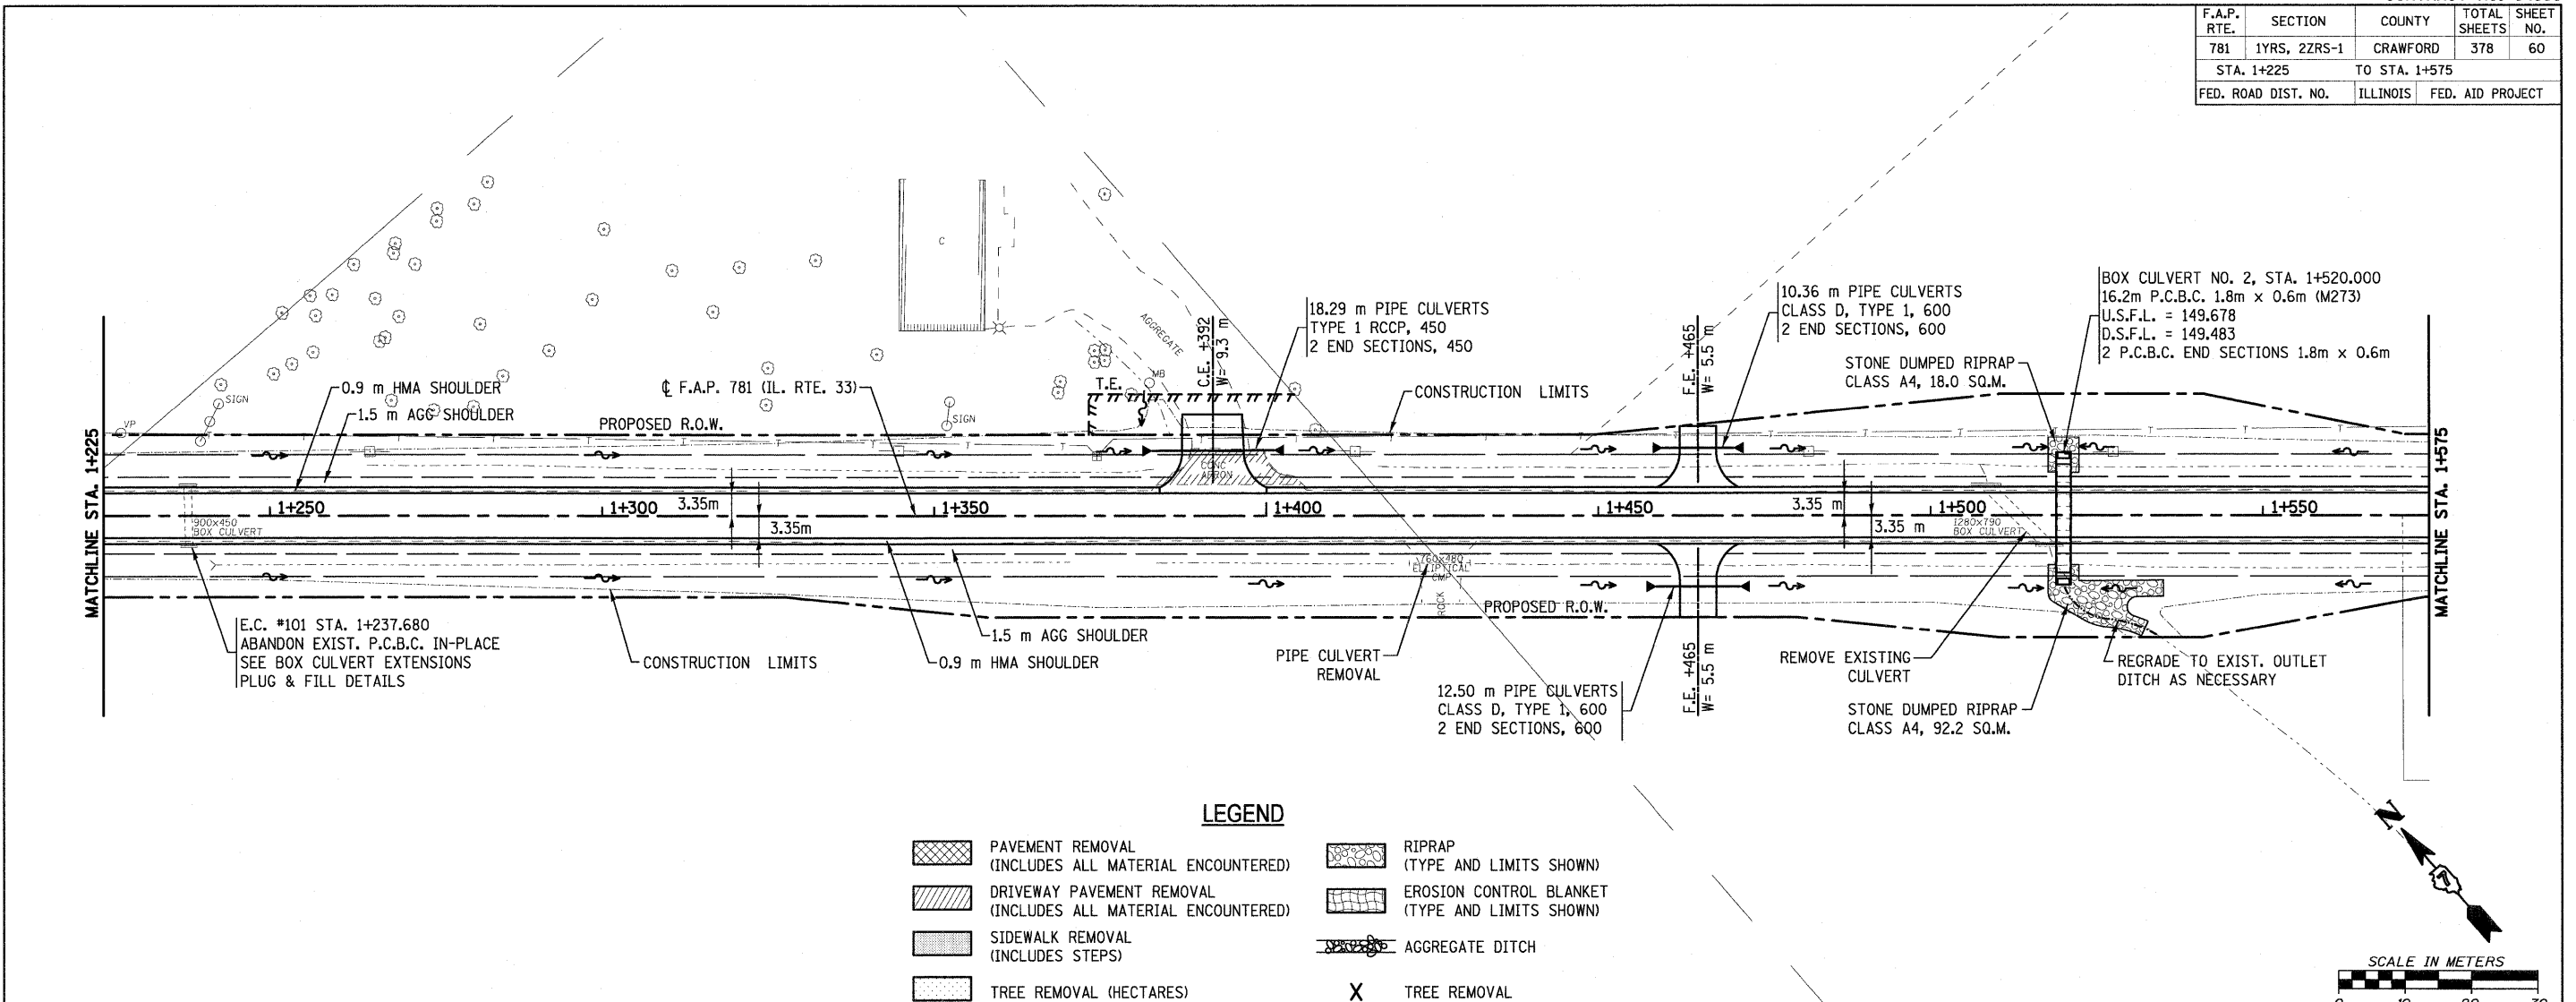 F.A.P. RTE. SECTION COUNTY TOTAL SHEETS SHEET NO.
781 1YRS, 2ZRS-1 CRAWFORD 378 60
STA. 1+225 TO STA. 1+575
FED. ROAD DIST. NO. ILLINOIS FED. AID PROJECT
C
AGGREGATE
C.E. +392
W= 9.3 m
18.29 m PIPE CULVERTS
TYPE 1 RCCP, 450
2 END SECTIONS, 450
F.E. +465
W= 5.5 m
10.36 m PIPE CULVERTS
CLASS D, TYPE 1, 600
2 END SECTIONS, 600
BOX CULVERT NO. 2, STA. 1+520.000
16.2m P.C.B.C. 1.8m x 0.6m (M273)
U.S.F.L. = 149.678
D.S.F.L. = 149.483
2 P.C.B.C. END SECTIONS 1.8m x 0.6m
STONE DUMPED RIPRAP
CLASS A4, 18.0 SQ.M.
0.9 m HMA SHOULDER
1.5 m AGG SHOULDER
SIGN
VP
℄ F.A.P. 781 (IL. RTE. 33)
T.E.
MB
SIGN
CONSTRUCTION LIMITS
PROPOSED R.O.W.
CONC
APRON
T T T T T T
MATCHLINE STA. 1+225
MATCHLINE STA. 1+575
1+250
1+300
1+350
1+400
1+450
1+500
1+550
3.35m
3.35m
3.35 m
3.35 m
900x450
BOX CULVERT
1280x790
BOX CULVERT
760x480
ELLIPTICAL
CMP
ROCK
PROPOSED R.O.W.
E.C. #101 STA. 1+237.680
ABANDON EXIST. P.C.B.C. IN-PLACE
SEE BOX CULVERT EXTENSIONS
PLUG & FILL DETAILS
CONSTRUCTION LIMITS
1.5 m AGG SHOULDER
0.9 m HMA SHOULDER
PIPE CULVERT
REMOVAL
12.50 m PIPE CULVERTS
CLASS D, TYPE 1, 600
2 END SECTIONS, 600
F.E. +465
W= 5.5 m
REMOVE EXISTING
CULVERT
STONE DUMPED RIPRAP
CLASS A4, 92.2 SQ.M.
REGRADE TO EXIST. OUTLET
DITCH AS NECESSARY
N
7
LEGEND
PAVEMENT REMOVAL
(INCLUDES ALL MATERIAL ENCOUNTERED)
DRIVEWAY PAVEMENT REMOVAL
(INCLUDES ALL MATERIAL ENCOUNTERED)
SIDEWALK REMOVAL
(INCLUDES STEPS)
TREE REMOVAL (HECTARES)
RIPRAP
(TYPE AND LIMITS SHOWN)
EROSION CONTROL BLANKET
(TYPE AND LIMITS SHOWN)
AGGREGATE DITCH
X TREE REMOVAL
SCALE IN METERS